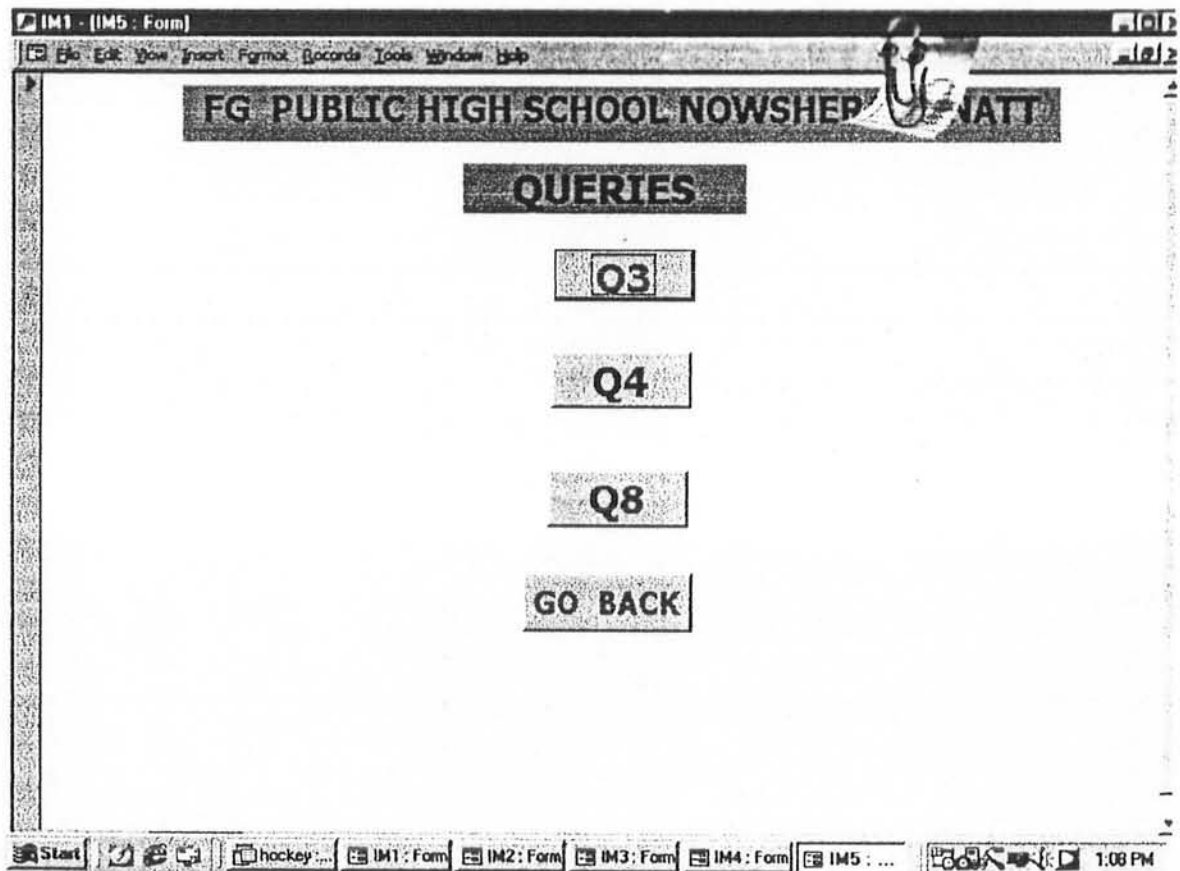 IM1 - [IM5 : Form]
File Edit View Insert Format Records Tools Window Help
FG PUBLIC HIGH SCHOOL NOWSHER NATT
QUERIES
Q3
Q4
Q8
GO BACK
Start hockey :... IM1 : Form IM2 : Form IM3 : Form IM4 : Form IM5 : ... 1:08 PM